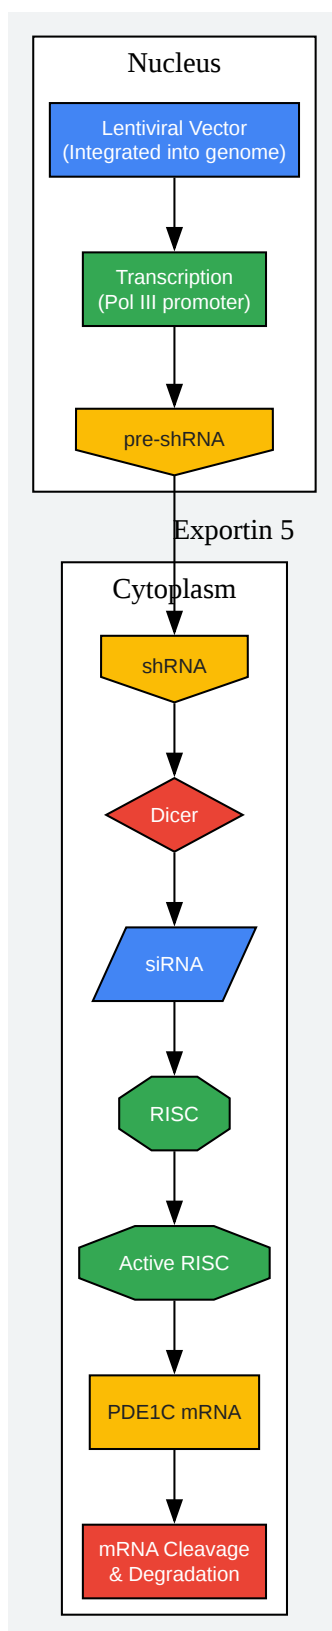 Nucleus
Lentiviral Vector
(Integrated into genome)
Transcription
(Pol III promoter)
pre-shRNA
Exportin 5
Cytoplasm
shRNA
Dicer
siRNA
RISC
Active RISC
PDE1C mRNA
mRNA Cleavage
& Degradation